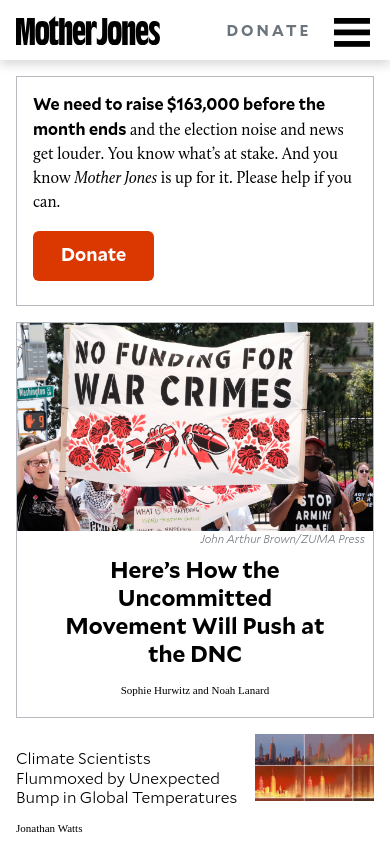 Mother Jones
DONATE
We need to raise $163,000 before the
month ends and the election noise and news
get louder. You know what’s at stake. And you
know Mother Jones is up for it. Please help if you
can.
Donate
NO FUNDING FOR
WAR CRIMES
Washington
WHAT IS HAPPENING
STOP
ARMING
ISRAEL
John Arthur Brown/ZUMA Press
Here’s How the
Uncommitted
Movement Will Push at
the DNC
Sophie Hurwitz and Noah Lanard
Climate Scientists
Flummoxed by Unexpected
Bump in Global Temperatures
Jonathan Watts